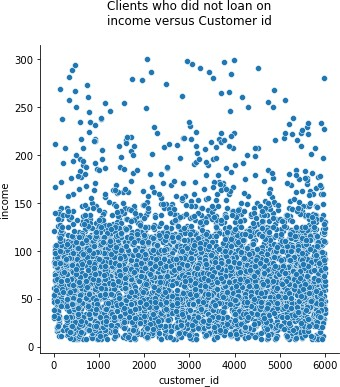 Clients who did not loan on
income versus Customer id
300
250
200
150
100
50
0
income
0 1000 2000 3000 4000 5000 6000
customer_id